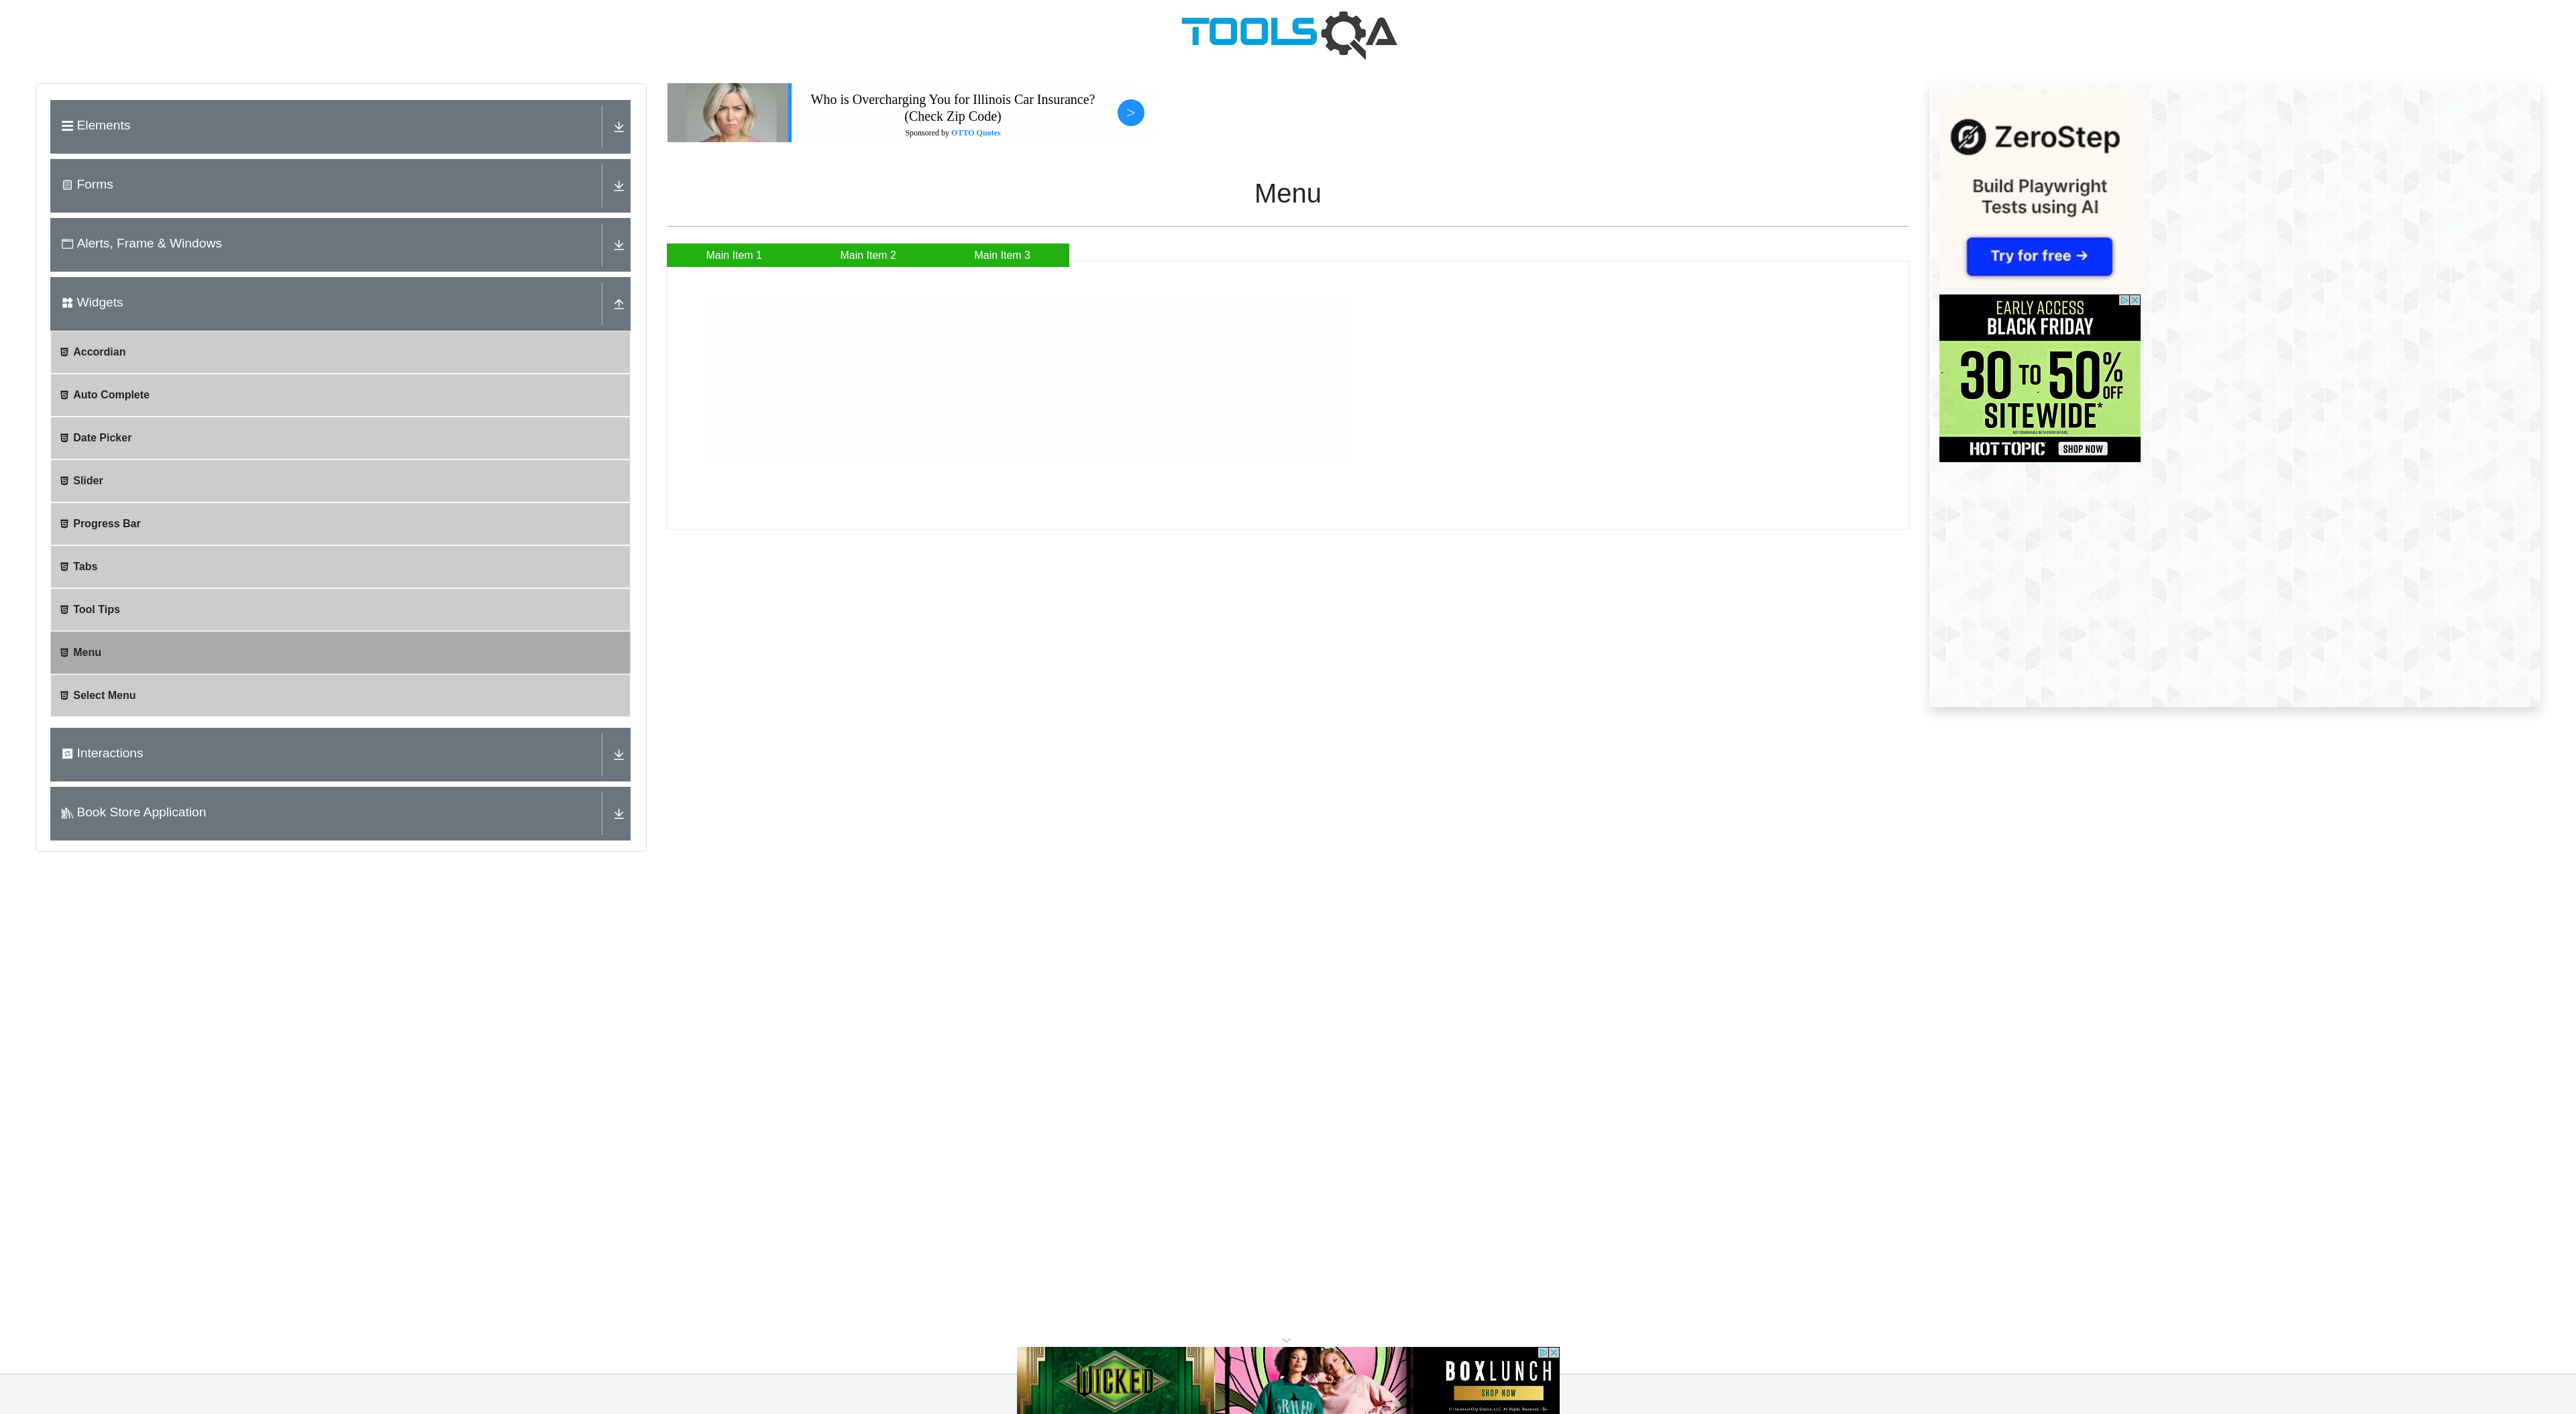 TOOLSQA
Elements
Forms
Alerts, Frame & Windows
Widgets
Accordian
Auto Complete
Date Picker
Slider
Progress Bar
Tabs
Tool Tips
Menu
Select Menu
Interactions
Book Store Application
Who is Overcharging You for Illinois Car Insurance?
(Check Zip Code)
Sponsored by OTTO Quotes
>
Menu
Main Item 1
Main Item 2
Main Item 3
ZeroStep
Build Playwright
Tests using AI
Try for free →
EARLY ACCESS
BLACK FRIDAY
30 TO 50% OFF
SITEWIDE*
HOT TOPIC
SHOP NOW
WICKED
BOXLUNCH
SHOP NOW